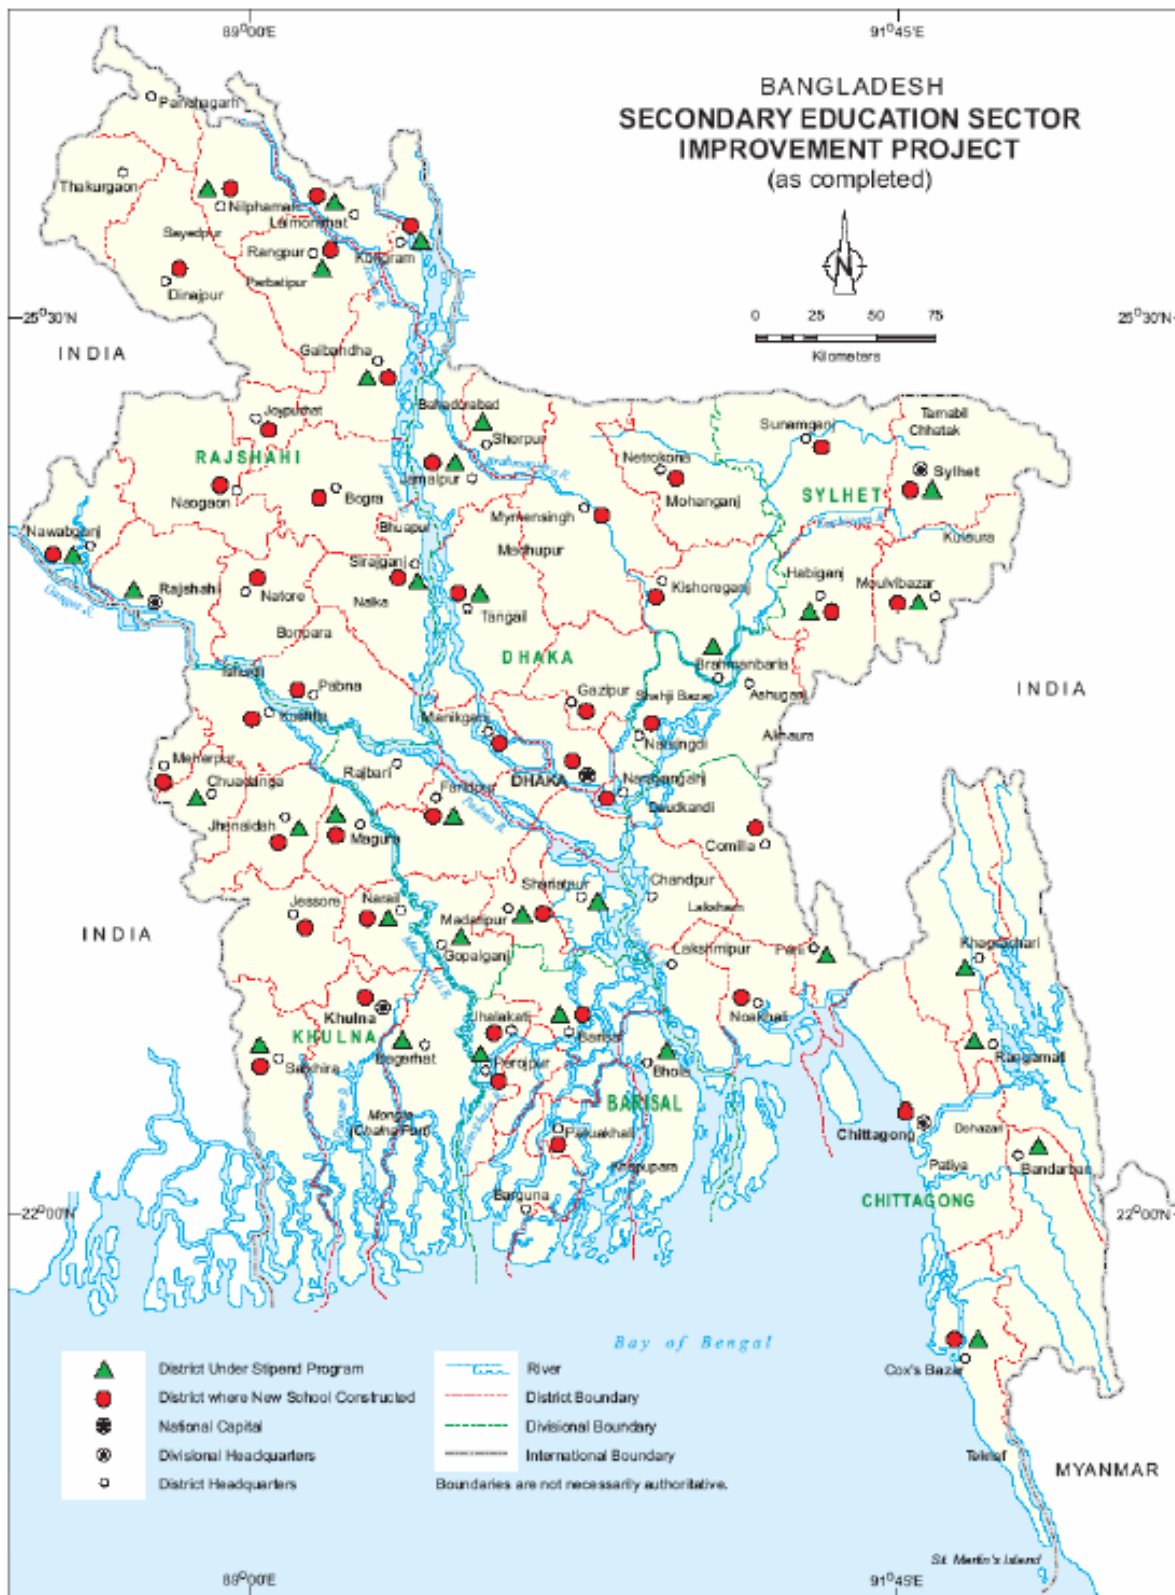 89°00'E
91°45'E
BANGLADESH
SECONDARY EDUCATION SECTOR
IMPROVEMENT PROJECT
(as completed)
N
0 25 50 75
Kilometers
25°30'N
25°30'N
INDIA
Panchagarh
Thakurgaon
Nilphamari
Lalmonirhat
Sayedpur
Rangpur
Kurigram
Parbatipur
Dinajpur
Gaibandha
Joypurhat
Bahadurabad
Sherpur
RAJSHAHI
Jamalpur
Naogaon
Bogra
Netrokona
Mohanganj
Sunamganj
Tamabil
Chhatak
Sylhet
SYLHET
Mymensingh
Bhuapur
Madhupur
Kulaura
Nawabganj
Ganges R.
Rajshahi
Sirajganj
Natore
Nalka
Tangail
Kishoreganj
Habiganj
Moulvibazar
Bonpara
DHAKA
Brahmanbaria
Ishurdi
Pabna
Gazipur
Shahji Bazar
Ashuganj
INDIA
Kushtia
Manikganj
Narsingdi
Akhaura
Meherpur
Chuadanga
Rajbari
DHAKA
Narayanganj
Faridpur
Padma R.
Daudkandi
Jhenaidah
Magura
Comilla
Shariatpur
Chandpur
Jessore
Narail
Madaripur
Laksham
INDIA
Gopalganj
Lakshmipur
Feni
Khagrachari
Khulna
Jhalakati
Noakhali
KHULNA
Barisal
Bagerhat
Rangamati
Satkhira
Perojpur
Bhola
BARISAL
Mongla
(Chalna Port)
Chittagong
Dohazari
Patuakhali
Patiya
Bandarban
Khepupara
Barguna
CHITTAGONG
22°00'N
22°00'N
Bay of Bengal
Cox's Bazar
Teknaf
MYANMAR
St. Martin's Island
District Under Stipend Program
District where New School Constructed
National Capital
Divisional Headquarters
District Headquarters
River
District Boundary
Divisional Boundary
International Boundary
Boundaries are not necessarily authoritative.
89°00'E
91°45'E